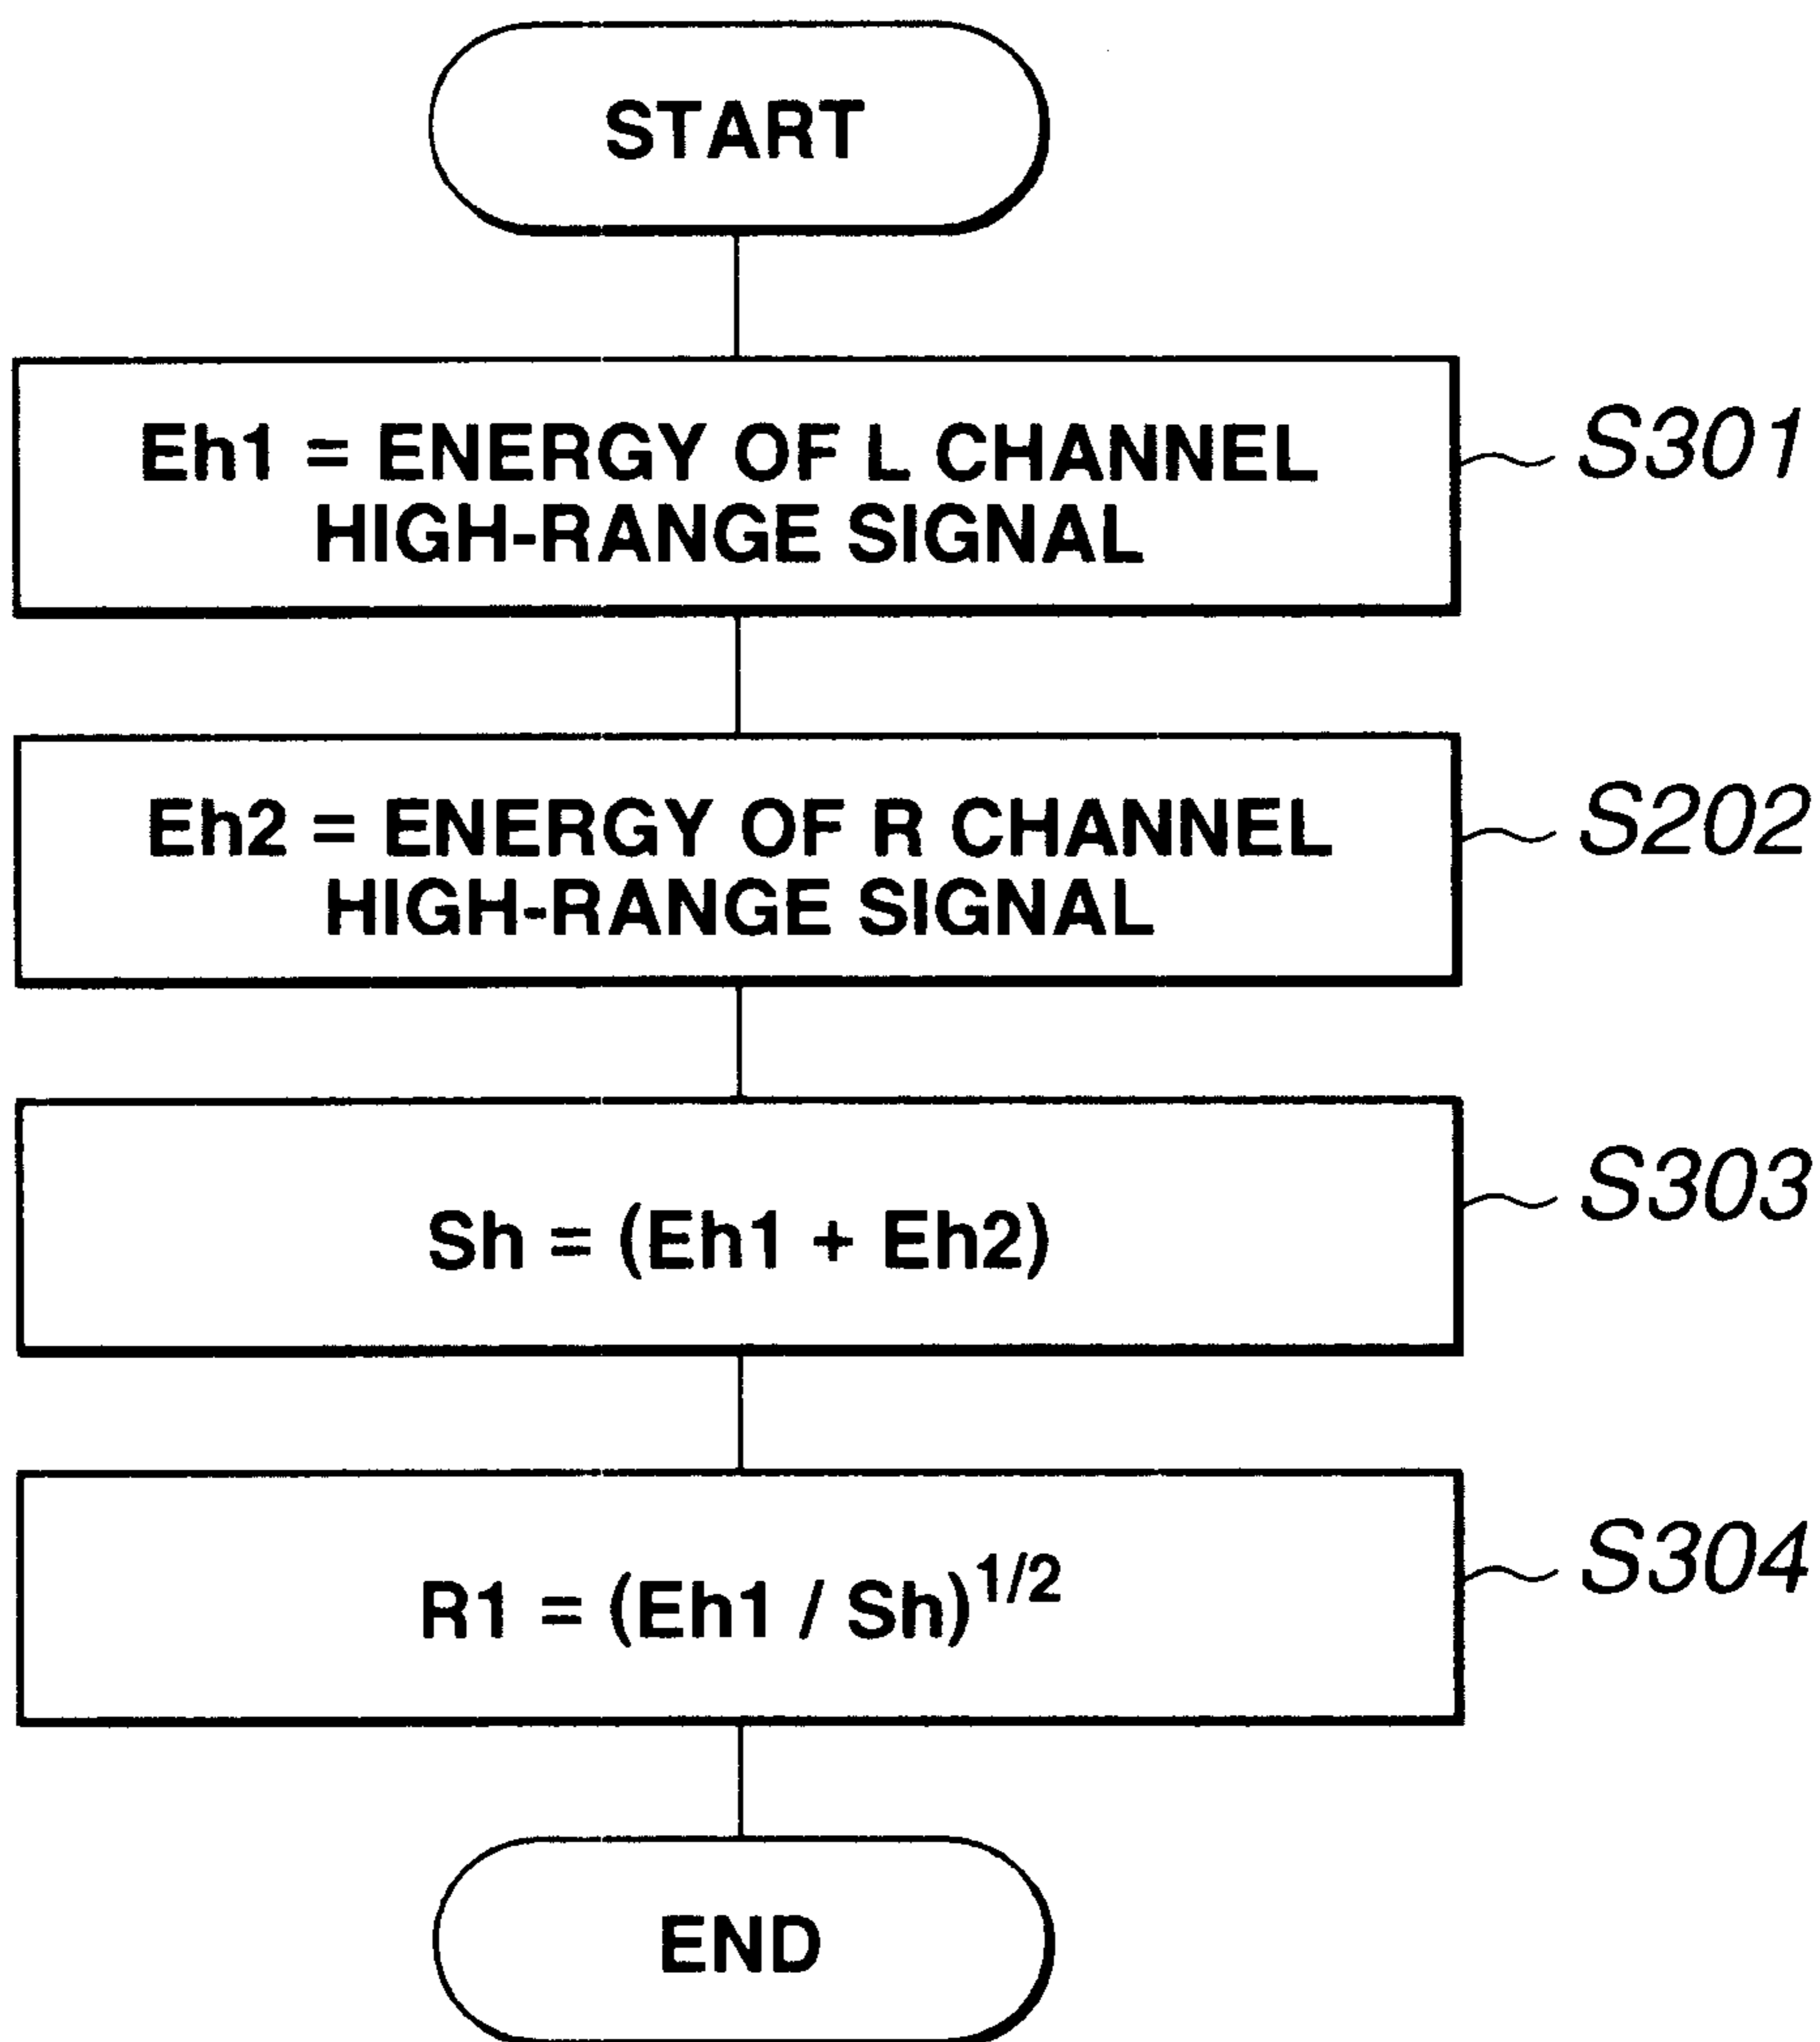 START
Eh1 = ENERGY OF L CHANNEL
HIGH-RANGE SIGNAL
S301
Eh2 = ENERGY OF R CHANNEL
HIGH-RANGE SIGNAL
S202
Sh = (Eh1 + Eh2)
S303
R1 = (Eh1 / Sh)^{1/2}
S304
END